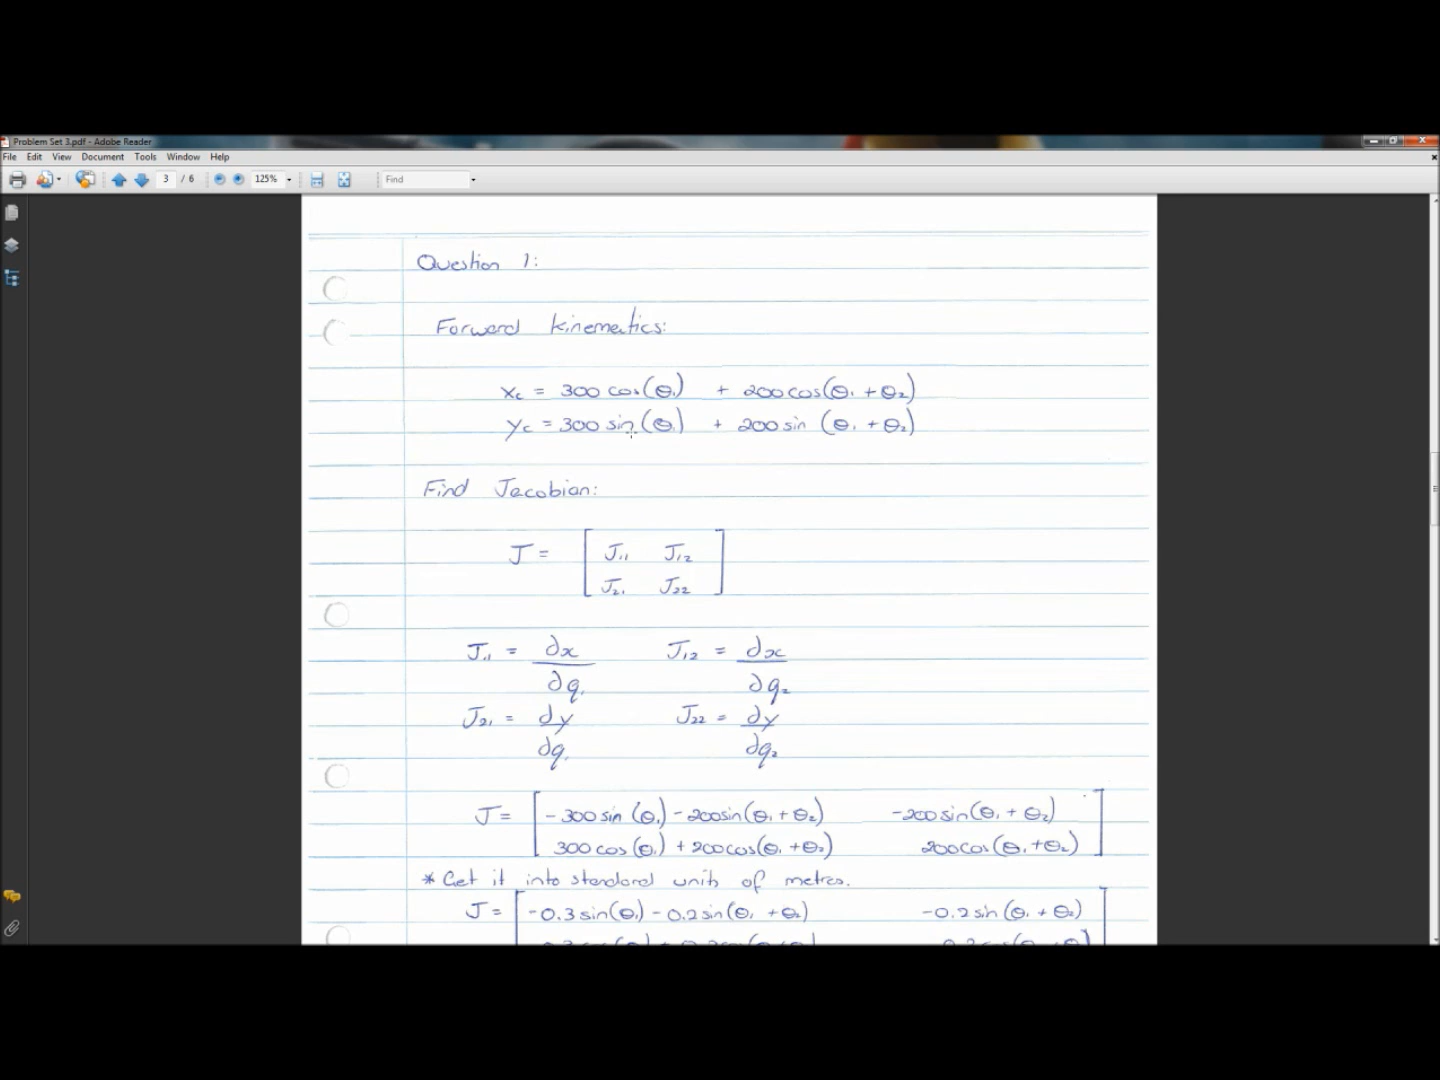 Problem Set 3.pdf - Adobe Reader
File Edit View Document Tools Window Help
3 / 6 125% Find
Question 1:
Forward Kinematics:
xc = 300 cos(θ1) + 200cos(θ1 + θ2)
yc = 300 sin(θ1) + 200 sin (θ1 + θ2)
Find Jacobian:
J = [ J11 J12
J21 J22 ]
J11 = ∂x/∂q1 J12 = ∂x/∂q2
J21 = ∂y/∂q1 J22 = ∂y/∂q2
J = [ -300 sin (θ1) - 200sin(θ1 + θ2) -200 sin(θ1 + θ2)
300 cos(θ1) + 200cos(θ1 + θ2) 200cos(θ1 + θ2) ]
* Get it into standard units of metres.
J = [ -0.3 sin(θ1) - 0.2 sin(θ1 + θ2) -0.2 sin (θ1 + θ2)